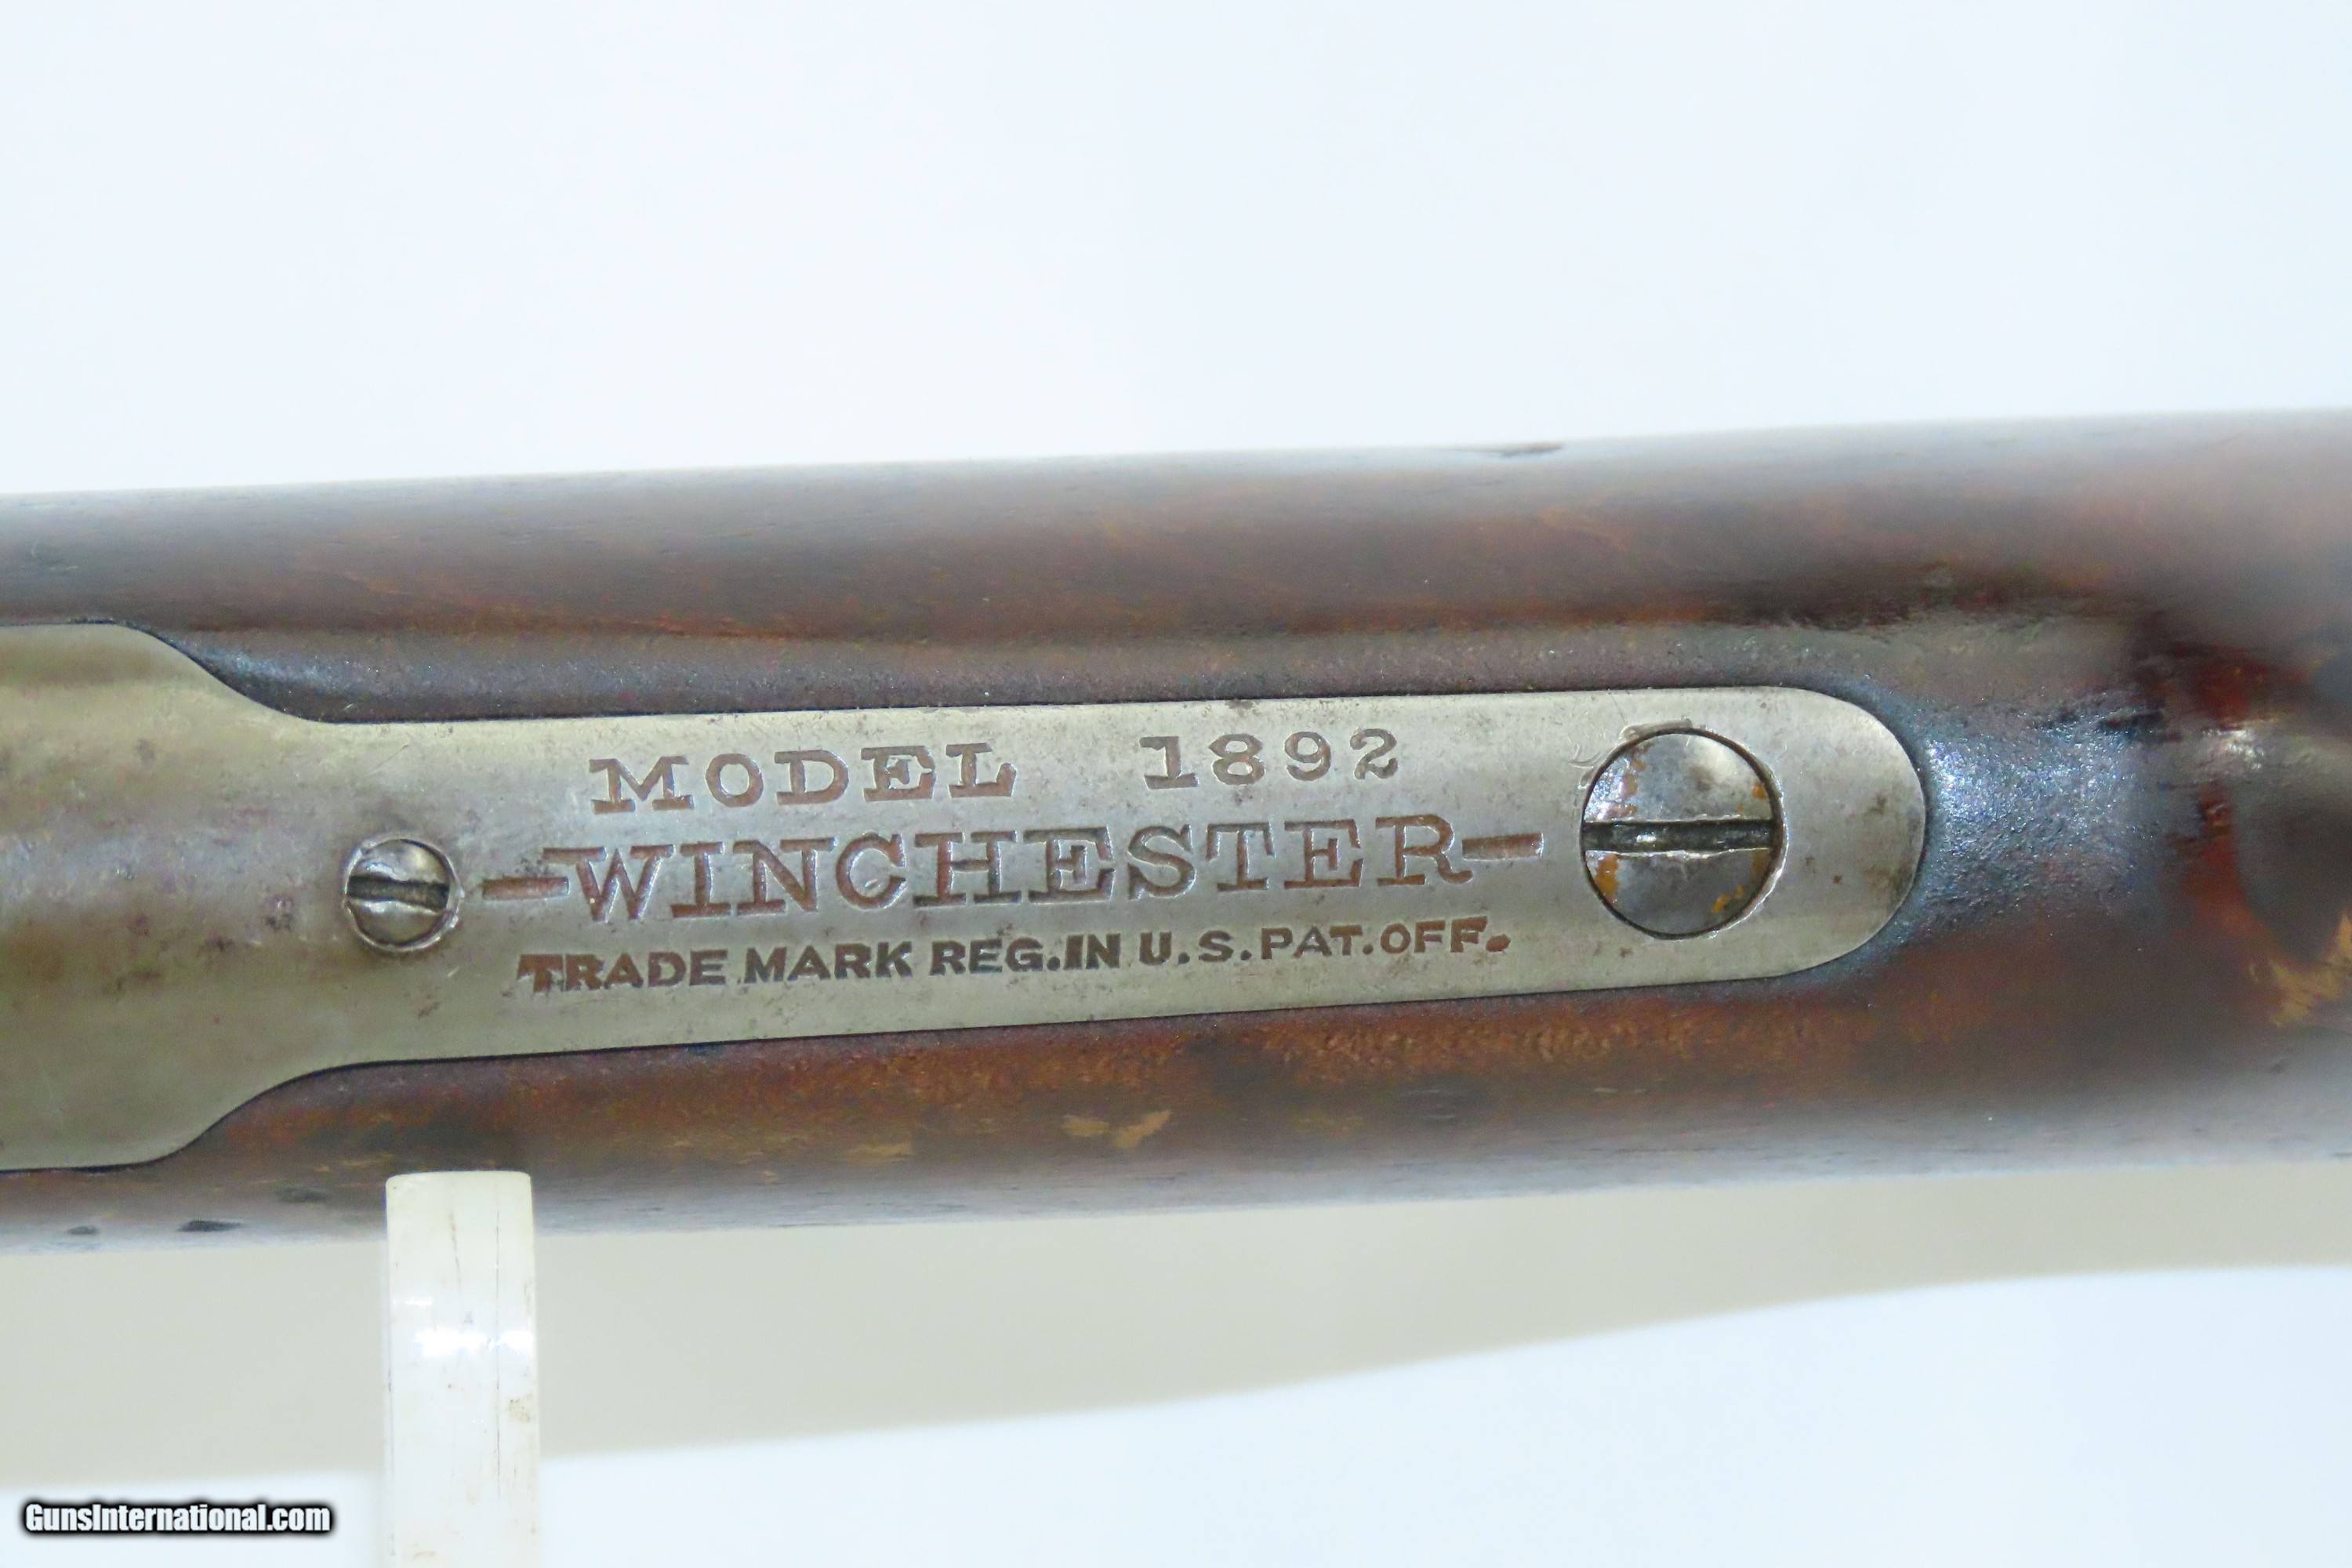 MODEL 1892
-WINCHESTER-
TRADE MARK REG. IN U.S. PAT. OFF.
GunsInternational.com